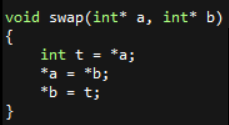 void swap(int* a, int* b)
{
    int t = *a;
    *a = *b;
    *b = t;
}